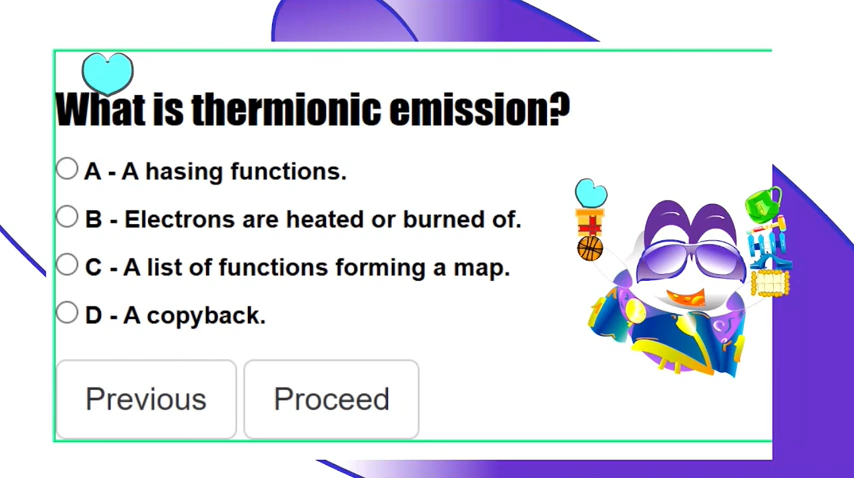 What is thermionic emission?
A - A hasing functions.
B - Electrons are heated or burned of.
C - A list of functions forming a map.
D - A copyback.
Previous Proceed